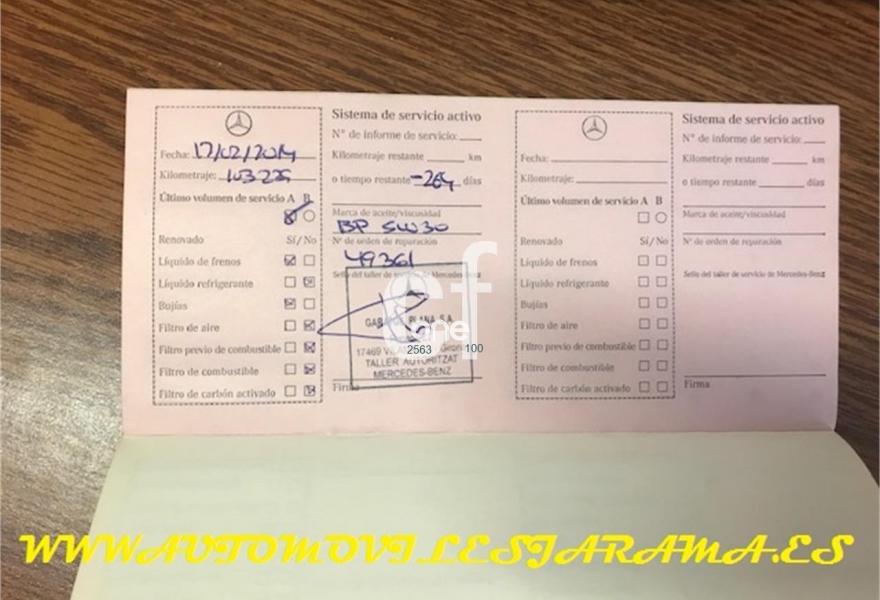 Sistema de servicio activo
Nº de informe de servicio:
Fecha: 17/02/2014
Kilometraje restante km
Kilometraje: 103225
o tiempo restante -264 días
Último volumen de servicio A B
Marca de aceite/viscosidad
BP 5W30
Renovado Sí/No
Nº de orden de reparación
49361
Líquido de frenos
Sello del taller de servicio de Mercedes-Benz
Líquido refrigerante
Bujías
Filtro de aire
PLANA, S.A.
Filtro previo de combustible
17469
Filtro de combustible
TALLER AUTORITZAT
MERCEDES-BENZ
Filtro de carbón activado
Firma
Sistema de servicio activo
Nº de informe de servicio:
Fecha:
Kilometraje restante km
Kilometraje:
o tiempo restante días
Último volumen de servicio A B
Marca de aceite/viscosidad
Renovado Sí/No
Nº de orden de reparación
Líquido de frenos
Sello del taller de servicio de Mercedes-Benz
Líquido refrigerante
Bujías
Filtro de aire
Filtro previo de combustible
Filtro de combustible
Filtro de carbón activado
Firma
ef
one
2563 100
WWW.AUTOMOVILESJARAMA.ES